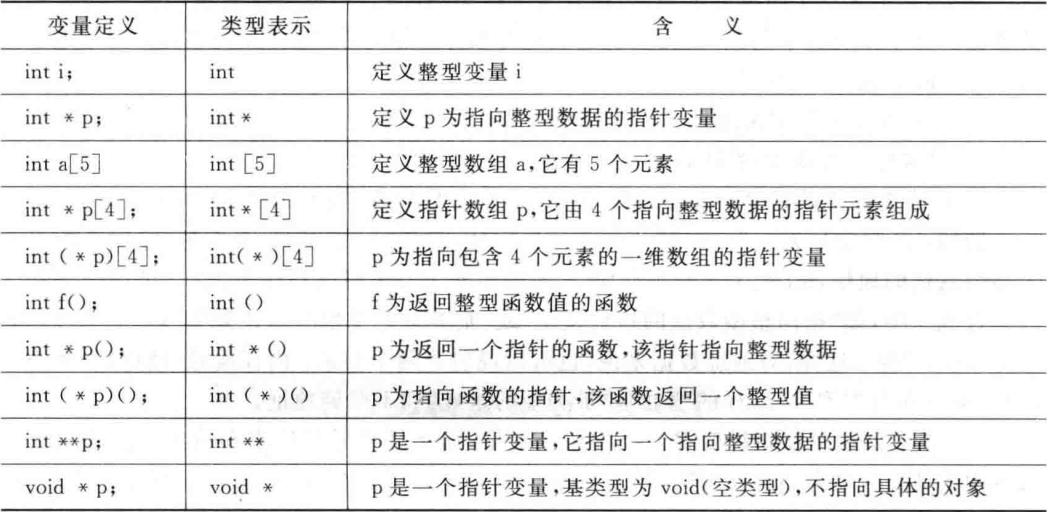 变量定义 类型表示 含 义
int i; int 定义整型变量 i
int * p; int * 定义 p 为指向整型数据的指针变量
int a[5] int [5] 定义整型数组 a,它有 5 个元素
int * p[4]; int * [4] 定义指针数组 p,它由 4 个指向整型数据的指针元素组成
int ( * p)[4]; int( * )[4] p 为指向包含 4 个元素的一维数组的指针变量
int f(); int () f 为返回整型函数值的函数
int * p(); int * () p 为返回一个指针的函数,该指针指向整型数据
int ( * p)(); int ( * )() p 为指向函数的指针,该函数返回一个整型值
int **p; int ** p 是一个指针变量,它指向一个指向整型数据的指针变量
void * p; void * p 是一个指针变量,基类型为 void(空类型),不指向具体的对象